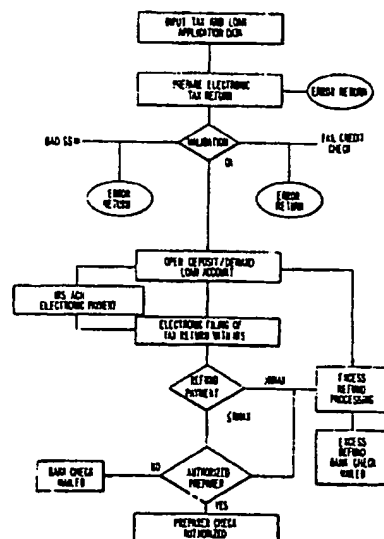 INPUT TAX AND LOAN
APPLICATION DATA
PREPARE ELECTRONIC
TAX RETURN
ERROR RETURN
BAD SS#
VALIDATION
FAIL CREDIT
CHECK
OK
ERROR
RETURN
ERROR
RETURN
OPEN DEPOSIT/DEMAND
LOAN ACCOUNT
IRS ACH
ELECTRONIC PAYMENT
ELECTRONIC FILING OF
TAX RETURN WITH IRS
REFUND
PAYMENT
EXCESS
REFUND
PROCESSING
NO
AUTHORIZED
PREPARER
BANK CHECK
MAILED
EXCESS
REFUND
BANK CHECK
MAILED
YES
PREPARER CHECK
AUTHORIZED